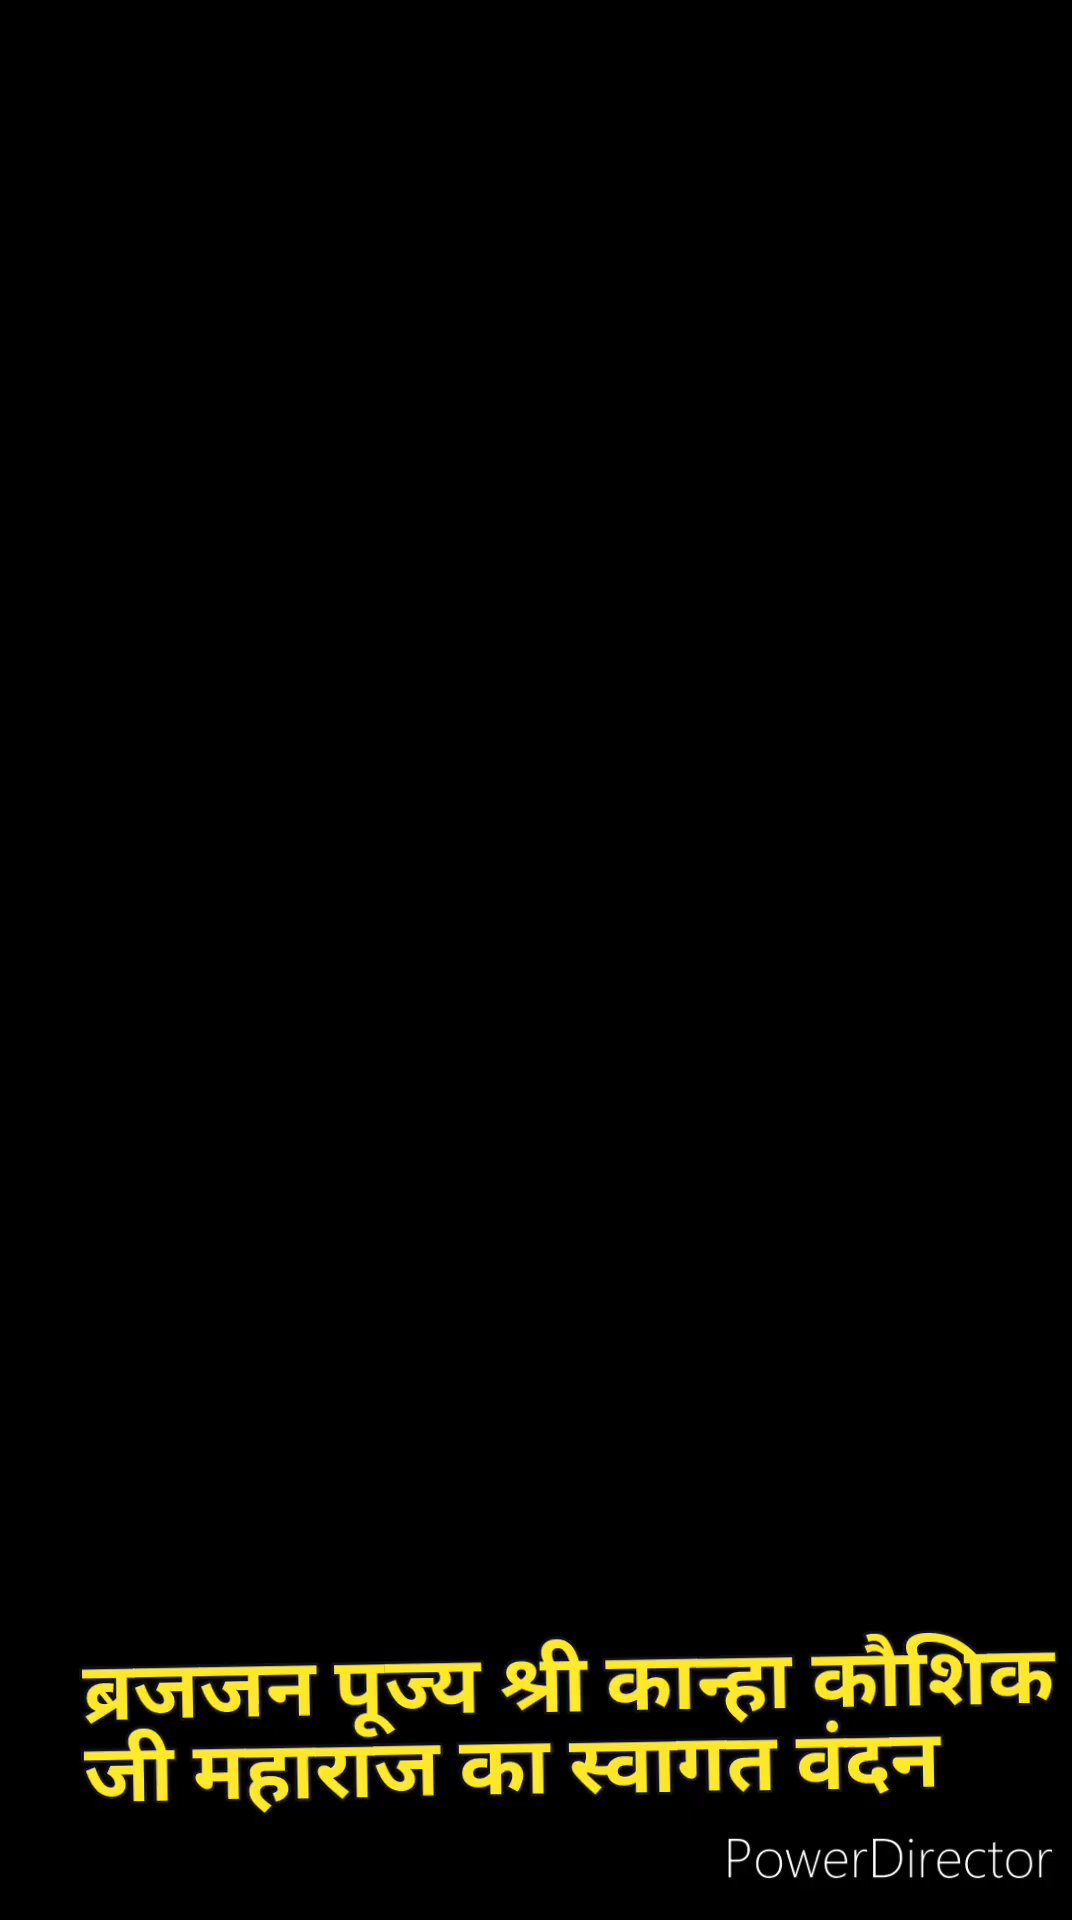 ब्रजजन पूज्य श्री कान्हा कौशिक
जी महाराज का स्वागत वंदन
PowerDirector